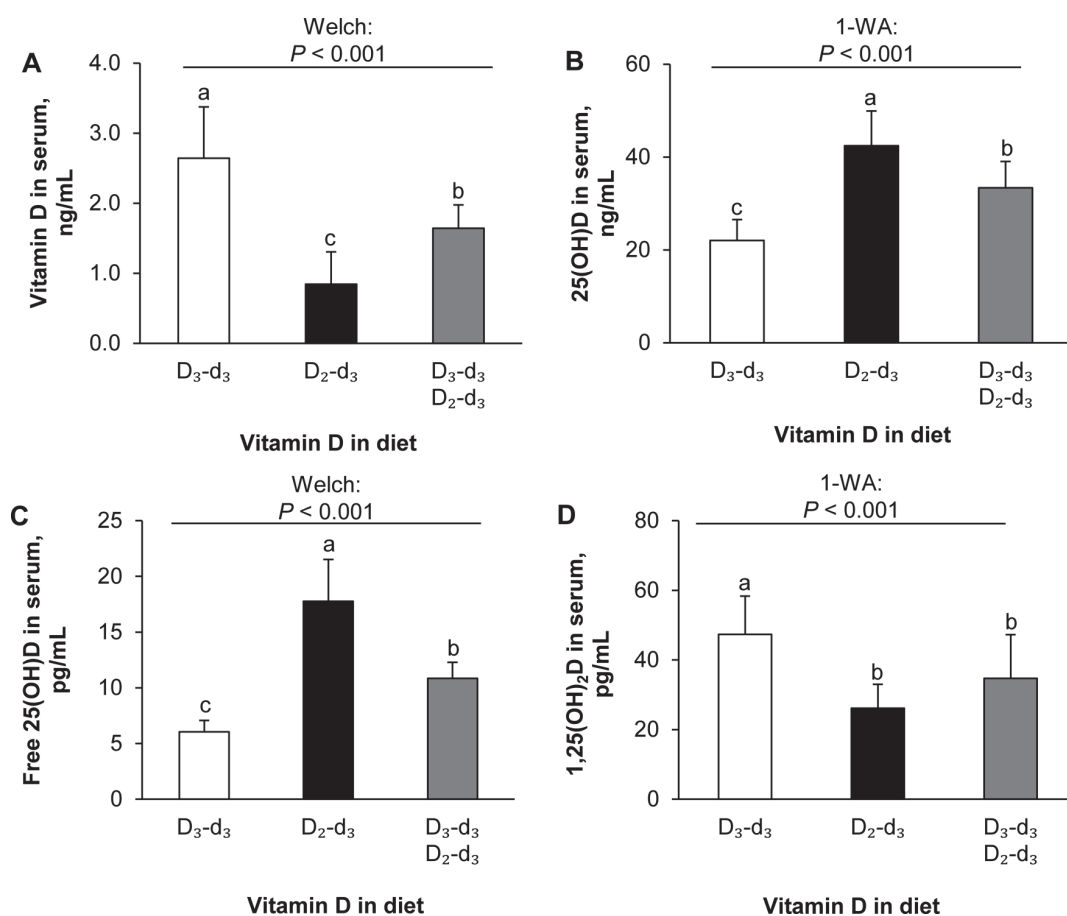 A
Welch:
P < 0.001
Vitamin D in serum,
ng/mL
4.0
3.0
2.0
1.0
0.0
a
c
b
D₃-d₃
D₂-d₃
D₃-d₃
D₂-d₃
Vitamin D in diet
B
1-WA:
P < 0.001
25(OH)D in serum,
ng/mL
60
40
20
0
c
a
b
D₃-d₃
D₂-d₃
D₃-d₃
D₂-d₃
Vitamin D in diet
C
Welch:
P < 0.001
Free 25(OH)D in serum,
pg/mL
25
20
15
10
5
0
c
a
b
D₃-d₃
D₂-d₃
D₃-d₃
D₂-d₃
Vitamin D in diet
D
1-WA:
P < 0.001
1,25(OH)₂D in serum,
pg/mL
80
60
40
20
0
a
b
b
D₃-d₃
D₂-d₃
D₃-d₃
D₂-d₃
Vitamin D in diet